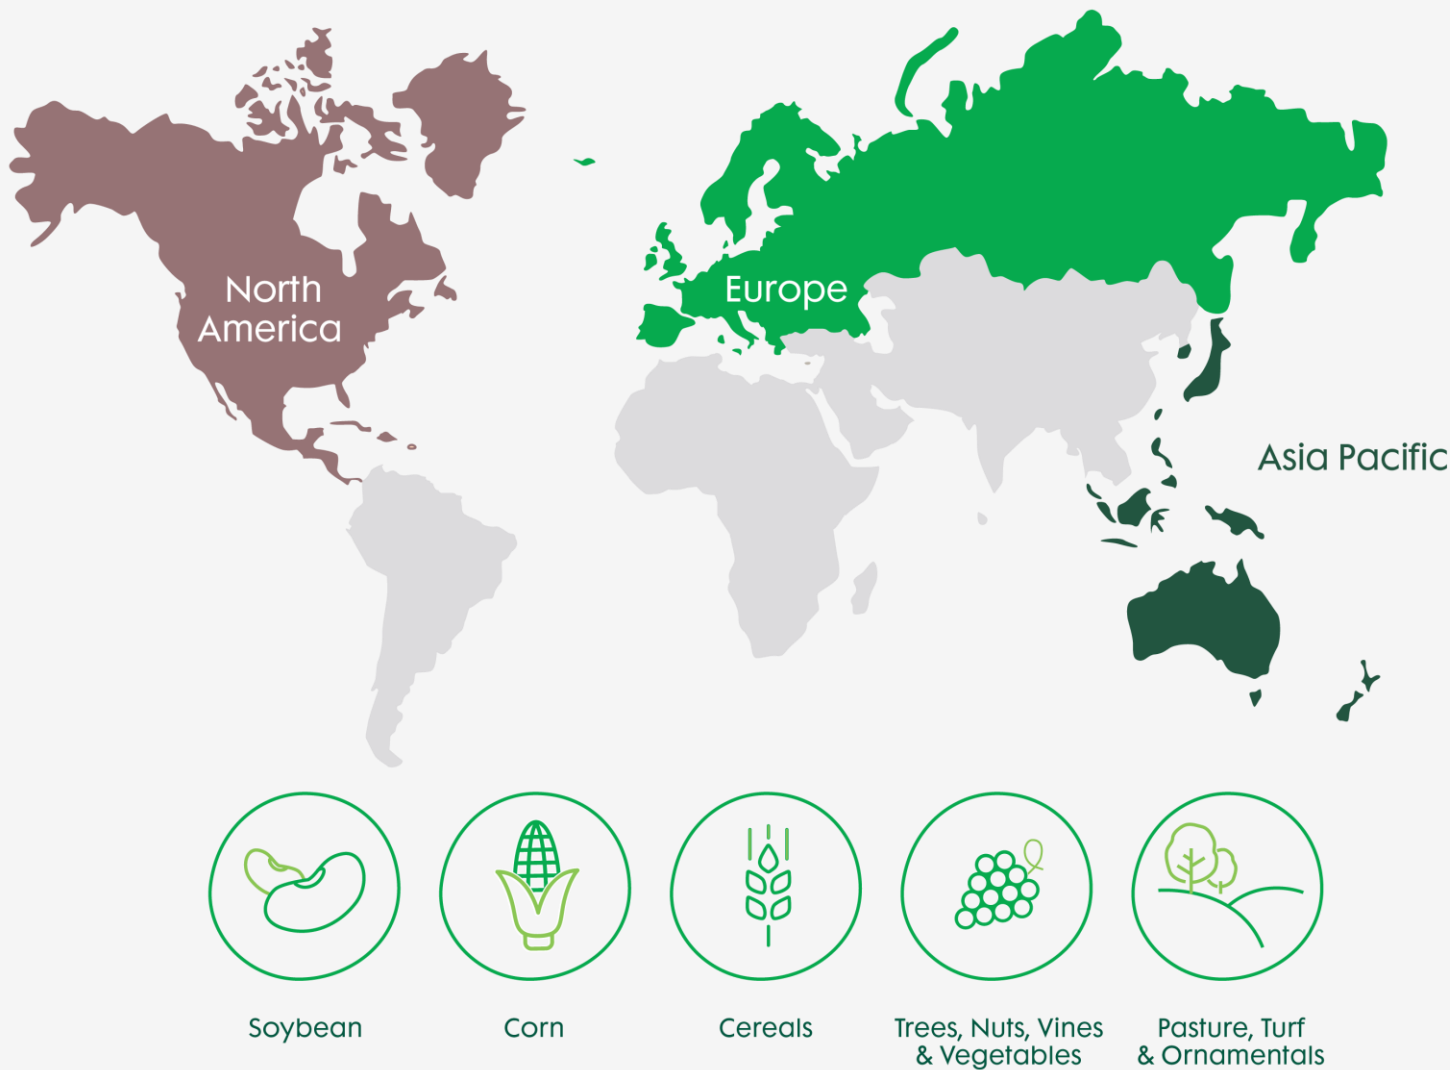 North
America
Europe
Asia Pacific
Soybean
Corn
Cereals
Trees, Nuts, Vines
& Vegetables
Pasture, Turf
& Ornamentals